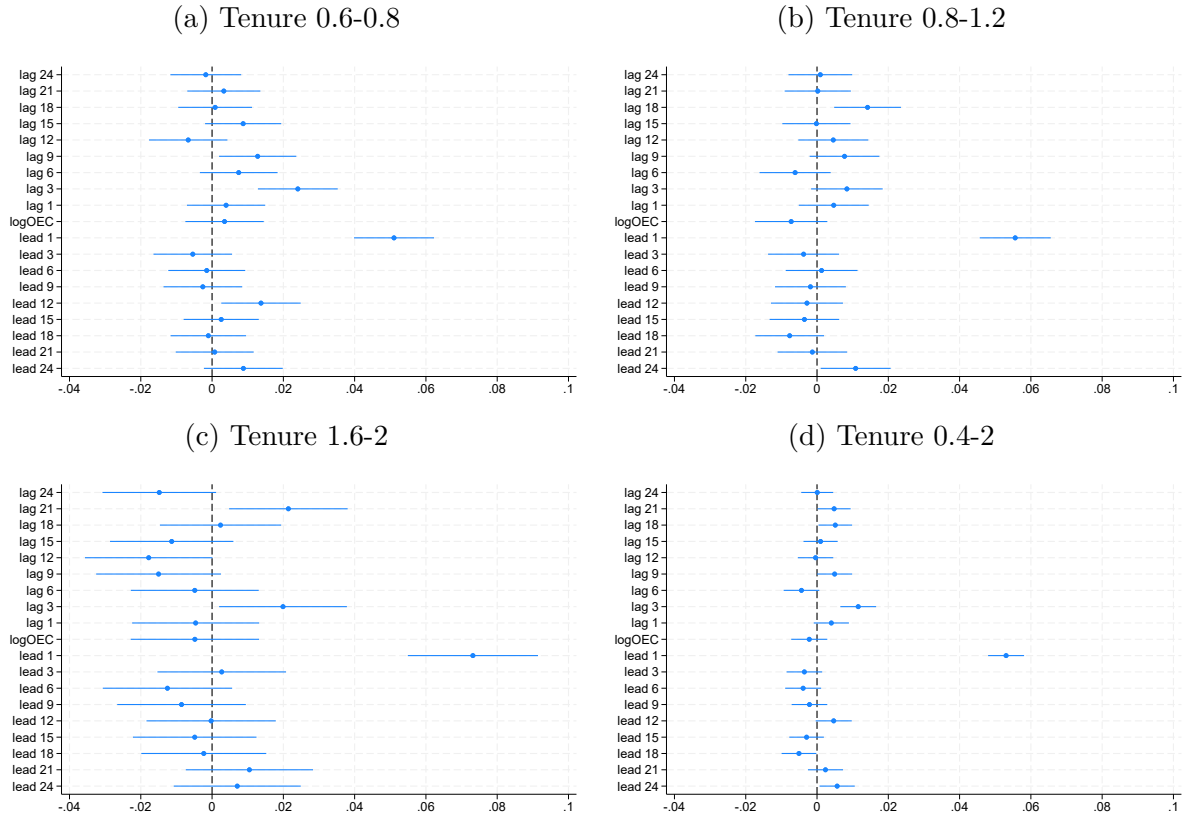 (a) Tenure 0.6-0.8
lag 24
lag 21
lag 18
lag 15
lag 12
lag 9
lag 6
lag 3
lag 1
logOEC
lead 1
lead 3
lead 6
lead 9
lead 12
lead 15
lead 18
lead 21
lead 24
-.04 -.02 0 .02 .04 .06 .08 .1
(b) Tenure 0.8-1.2
lag 24
lag 21
lag 18
lag 15
lag 12
lag 9
lag 6
lag 3
lag 1
logOEC
lead 1
lead 3
lead 6
lead 9
lead 12
lead 15
lead 18
lead 21
lead 24
-.04 -.02 0 .02 .04 .06 .08 .1
(c) Tenure 1.6-2
lag 24
lag 21
lag 18
lag 15
lag 12
lag 9
lag 6
lag 3
lag 1
logOEC
lead 1
lead 3
lead 6
lead 9
lead 12
lead 15
lead 18
lead 21
lead 24
-.04 -.02 0 .02 .04 .06 .08 .1
(d) Tenure 0.4-2
lag 24
lag 21
lag 18
lag 15
lag 12
lag 9
lag 6
lag 3
lag 1
logOEC
lead 1
lead 3
lead 6
lead 9
lead 12
lead 15
lead 18
lead 21
lead 24
-.04 -.02 0 .02 .04 .06 .08 .1